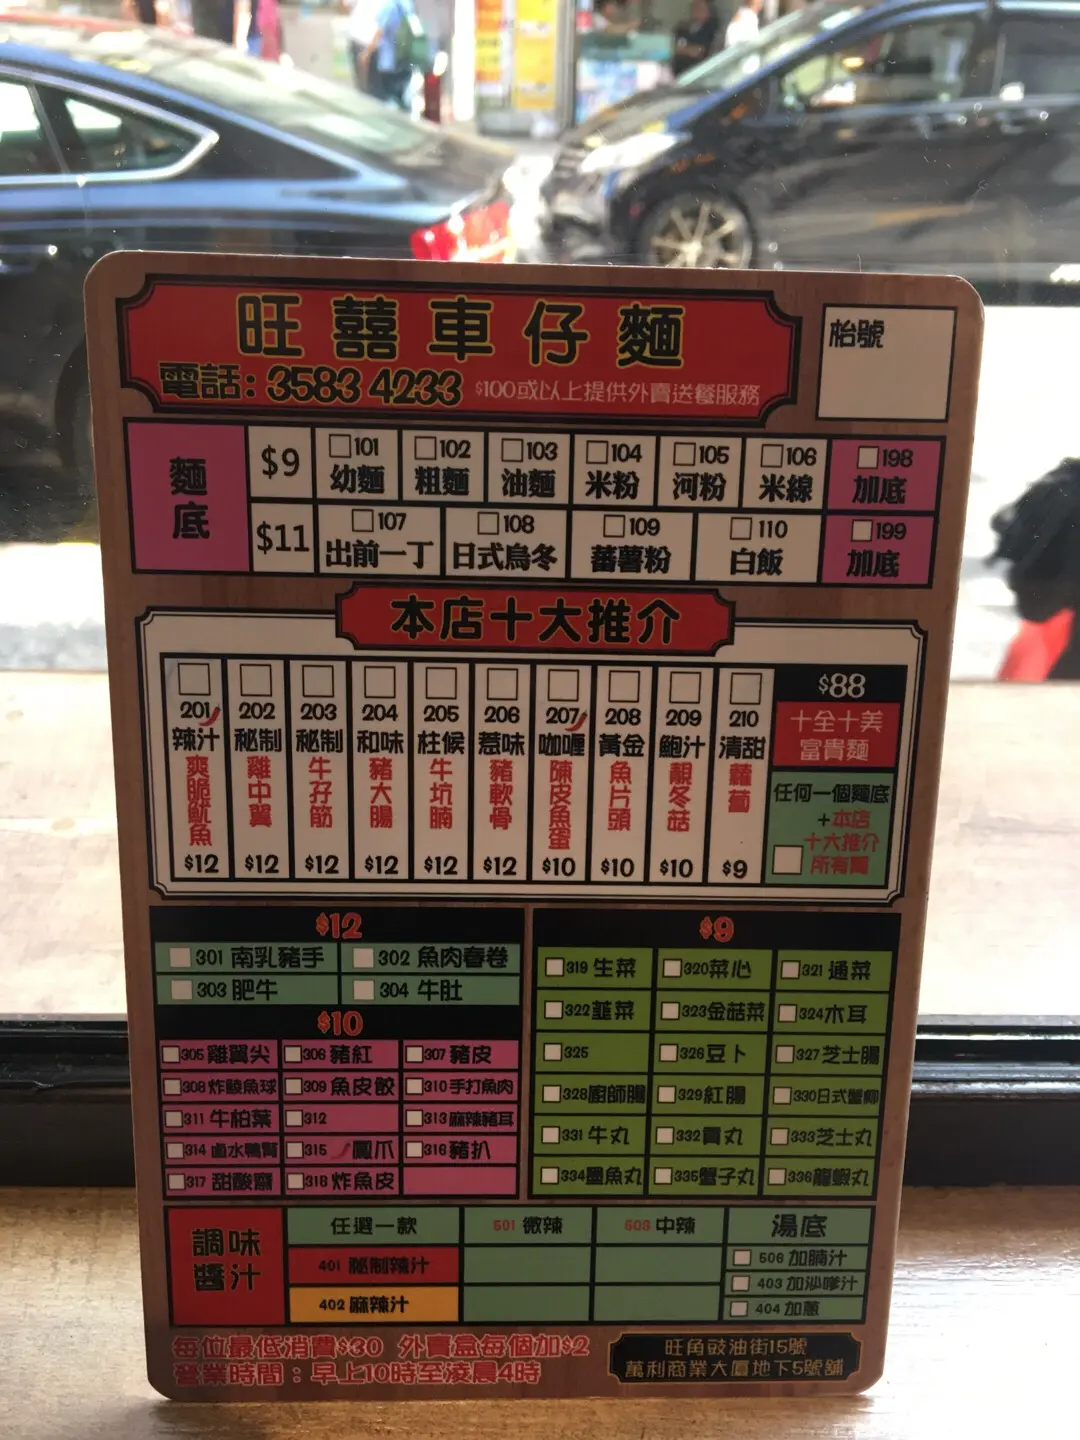 旺囍車仔麵
電話：3583 4233 $100或以上提供外賣送餐服務
枱號
麵底
$9 101 幼麵 102 粗麵 103 油麵 104 米粉 105 河粉 106 米線 198 加底
$11 107 出前一丁 108 日式烏冬 109 蕃薯粉 110 白飯 199 加底
本店十大推介
201 辣汁爽脆魷魚 $12
202 秘制雞中翼 $12
203 秘制牛孖筋 $12
204 和味豬大腸 $12
205 柱候牛坑腩 $12
206 惹味豬軟骨 $12
207 咖喱陳皮魚蛋 $10
208 黃金魚片頭 $10
209 鮑汁靚冬菇 $10
210 清甜蘿蔔 $9
$88
十全十美
富貴麵
任何一個麵底
+本店
十大推介
所有餸
$12
301 南乳豬手 302 魚肉春卷
303 肥牛 304 牛肚
$10
305 雞翼尖 306 豬紅 307 豬皮
308 炸鯪魚球 309 魚皮餃 310 手打魚肉
311 牛柏葉 312 313 麻辣豬耳
314 鹵水鴨腎 315 鳳爪 316 豬扒
317 甜酸齋 318 炸魚皮
$9
319 生菜 320 菜心 321 通菜
322 韮菜 323 金菇菜 324 木耳
325 326 豆卜 327 芝士腸
328 廚師腸 329 紅腸 330 日式蟹柳
331 牛丸 332 貢丸 333 芝士丸
334 墨魚丸 335 蟹子丸 336 龍蝦丸
調味
醬汁
任選一款 501 微辣 503 中辣 湯底
401 秘制辣汁 506 加腩汁
403 加沙嗲汁
402 麻辣汁 404 加蔥
每位最低消費$30 外賣盒每個加$2
營業時間：早上10時至凌晨4時
旺角豉油街15號
萬利商業大廈地下5號舖